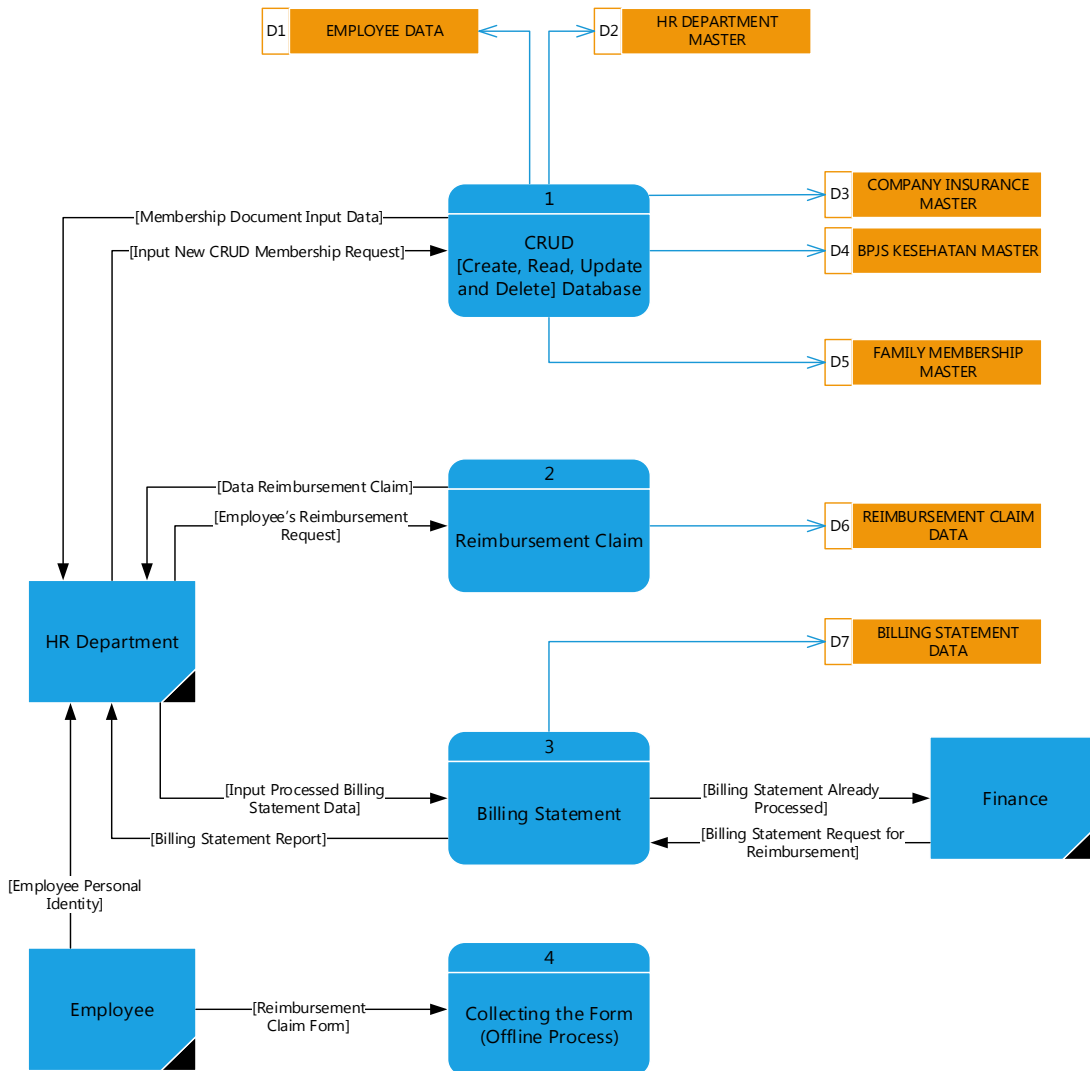 D1
EMPLOYEE DATA
D2
HR DEPARTMENT
MASTER
1
CRUD
[Create, Read, Update
and Delete] Database
D3
COMPANY INSURANCE
MASTER
D4
BPJS KESEHATAN MASTER
D5
FAMILY MEMBERSHIP
MASTER
[Membership Document Input Data]
[Input New CRUD Membership Request]
2
Reimbursement Claim
[Data Reimbursement Claim]
[Employee’s Reimbursement
Request]
D6
REIMBURSEMENT CLAIM
DATA
HR Department
D7
BILLING STATEMENT
DATA
3
Billing Statement
[Input Processed Billing
Statement Data]
[Billing Statement Report]
[Billing Statement Already
Processed]
[Billing Statement Request for
Reimbursement]
Finance
[Employee Personal
Identity]
Employee
[Reimbursement
Claim Form]
4
Collecting the Form
(Offline Process)